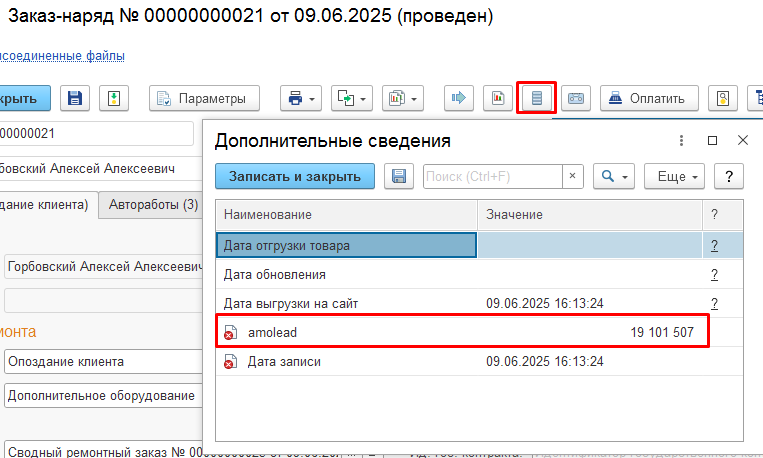 Заказ-наряд № 00000000021 от 09.06.2025 (проведен)
исоединенные файлы
крыть
Параметры
Оплатить
00000021
бовский Алексей Алексеевич
здание клиента)
Автоработы (3)
Горбовский Алексей Алексеевич
монта
Опоздание клиента
Дополнительное оборудование
Дополнительные сведения
Записать и закрыть
Поиск (Ctrl+F)
×
Еще
?
Наименование
Значение
?
Дата отгрузки товара
?
Дата обновления
?
Дата выгрузки на сайт
09.06.2025 16:13:24
?
amolead
19 101 507
Дата записи
09.06.2025 16:13:24
Сводный ремонтный заказ №